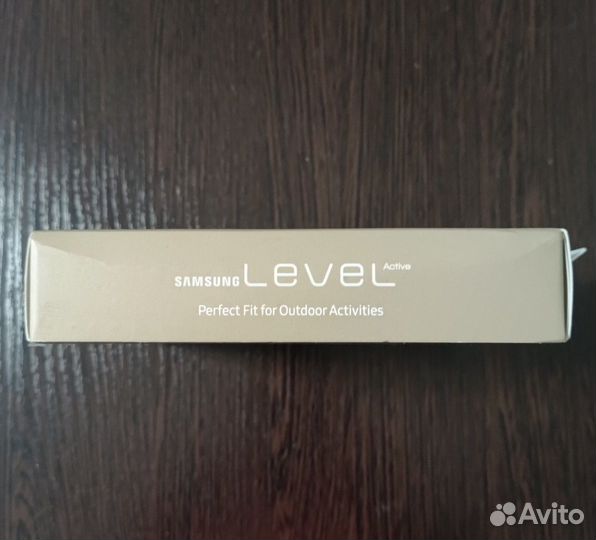 SAMSUNG LEVEL Active
Perfect Fit for Outdoor Activities
Avito